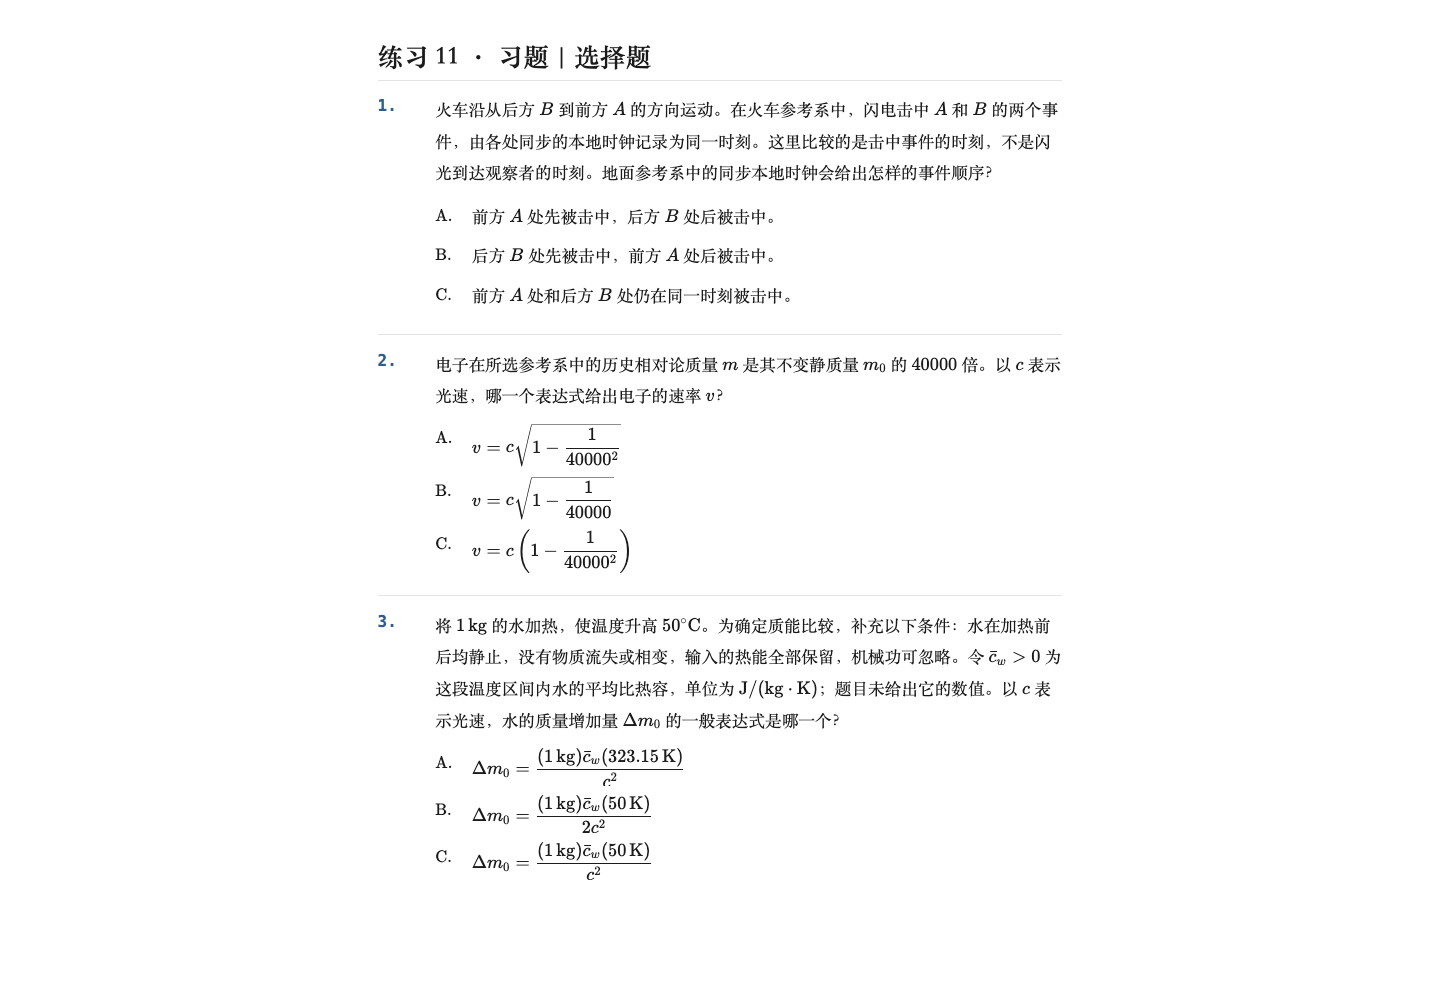 练习 11 · 习题 | 选择题
1. 火车沿从后方 B 到前方 A 的方向运动。在火车参考系中，闪电击中 A 和 B 的两个事
件，由各处同步的本地时钟记录为同一时刻。这里比较的是击中事件的时刻，不是闪
光到达观察者的时刻。地面参考系中的同步本地时钟会给出怎样的事件顺序？
A. 前方 A 处先被击中，后方 B 处后被击中。
B. 后方 B 处先被击中，前方 A 处后被击中。
C. 前方 A 处和后方 B 处仍在同一时刻被击中。
2. 电子在所选参考系中的历史相对论质量 m 是其不变静质量 m₀ 的 40000 倍。以 c 表示
光速，哪一个表达式给出电子的速率 v？
A. v = c√(1 − 1/40000²)
B. v = c√(1 − 1/40000)
C. v = c(1 − 1/40000²)
3. 将 1 kg 的水加热，使温度升高 50°C。为确定质能比较，补充以下条件：水在加热前
后均静止，没有物质流失或相变，输入的热能全部保留，机械功可忽略。令 c̄_w > 0 为
这段温度区间内水的平均比热容，单位为 J/(kg · K)；题目未给出它的数值。以 c 表
示光速，水的质量增加量 Δm₀ 的一般表达式是哪一个？
A. Δm₀ = (1 kg)c̄_w(323.15 K)/c²
B. Δm₀ = (1 kg)c̄_w(50 K)/2c²
C. Δm₀ = (1 kg)c̄_w(50 K)/c²